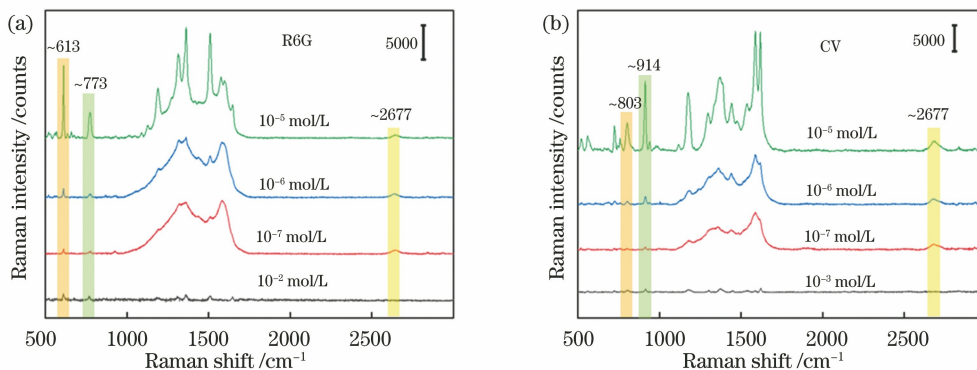 (a)
R6G
5000
~613
~773
~2677
10⁻⁵ mol/L
10⁻⁶ mol/L
10⁻⁷ mol/L
10⁻² mol/L
Raman intensity /counts
500 1000 1500 2000 2500
Raman shift /cm⁻¹
(b)
CV
5000
~914
~803
~2677
10⁻⁵ mol/L
10⁻⁶ mol/L
10⁻⁷ mol/L
10⁻³ mol/L
Raman intensity /counts
500 1000 1500 2000 2500
Raman shift /cm⁻¹